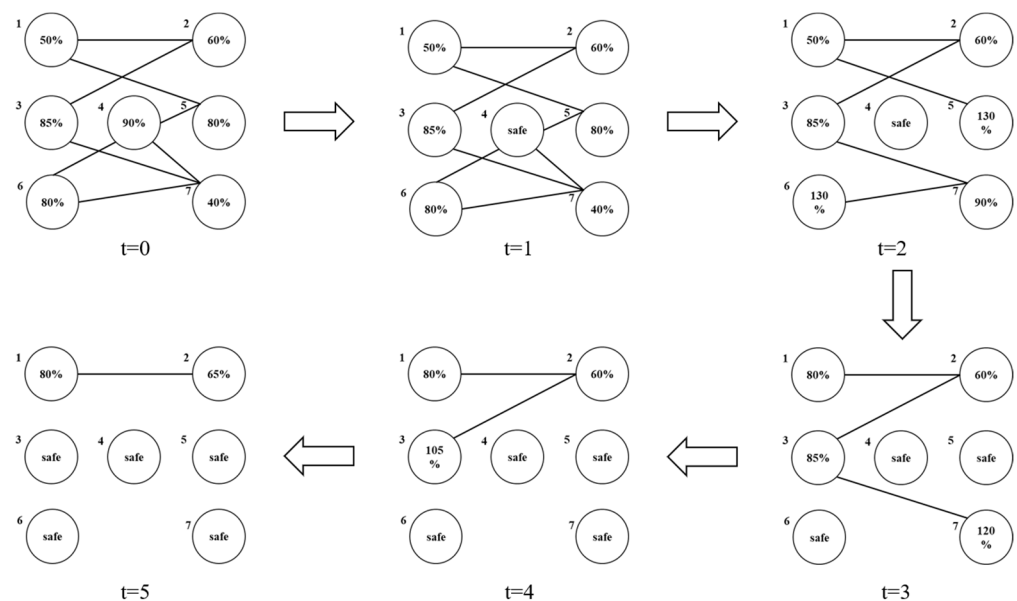 1 2
50% 60%
3 4 5
85% 90% 80%
6 7
80% 40%
t=0
1 2
50% 60%
3 4 5
85% safe 80%
6 7
80% 40%
t=1
1 2
50% 60%
3 4 5
85% safe 130
%
6 7
130 90%
%
t=2
1 2
80% 65%
3 4 5
safe safe safe
6 7
safe safe
t=5
1 2
80% 60%
3 4 5
105 safe safe
%
6 7
safe safe
t=4
1 2
80% 60%
3 4 5
85% safe safe
6 7
safe 120
%
t=3